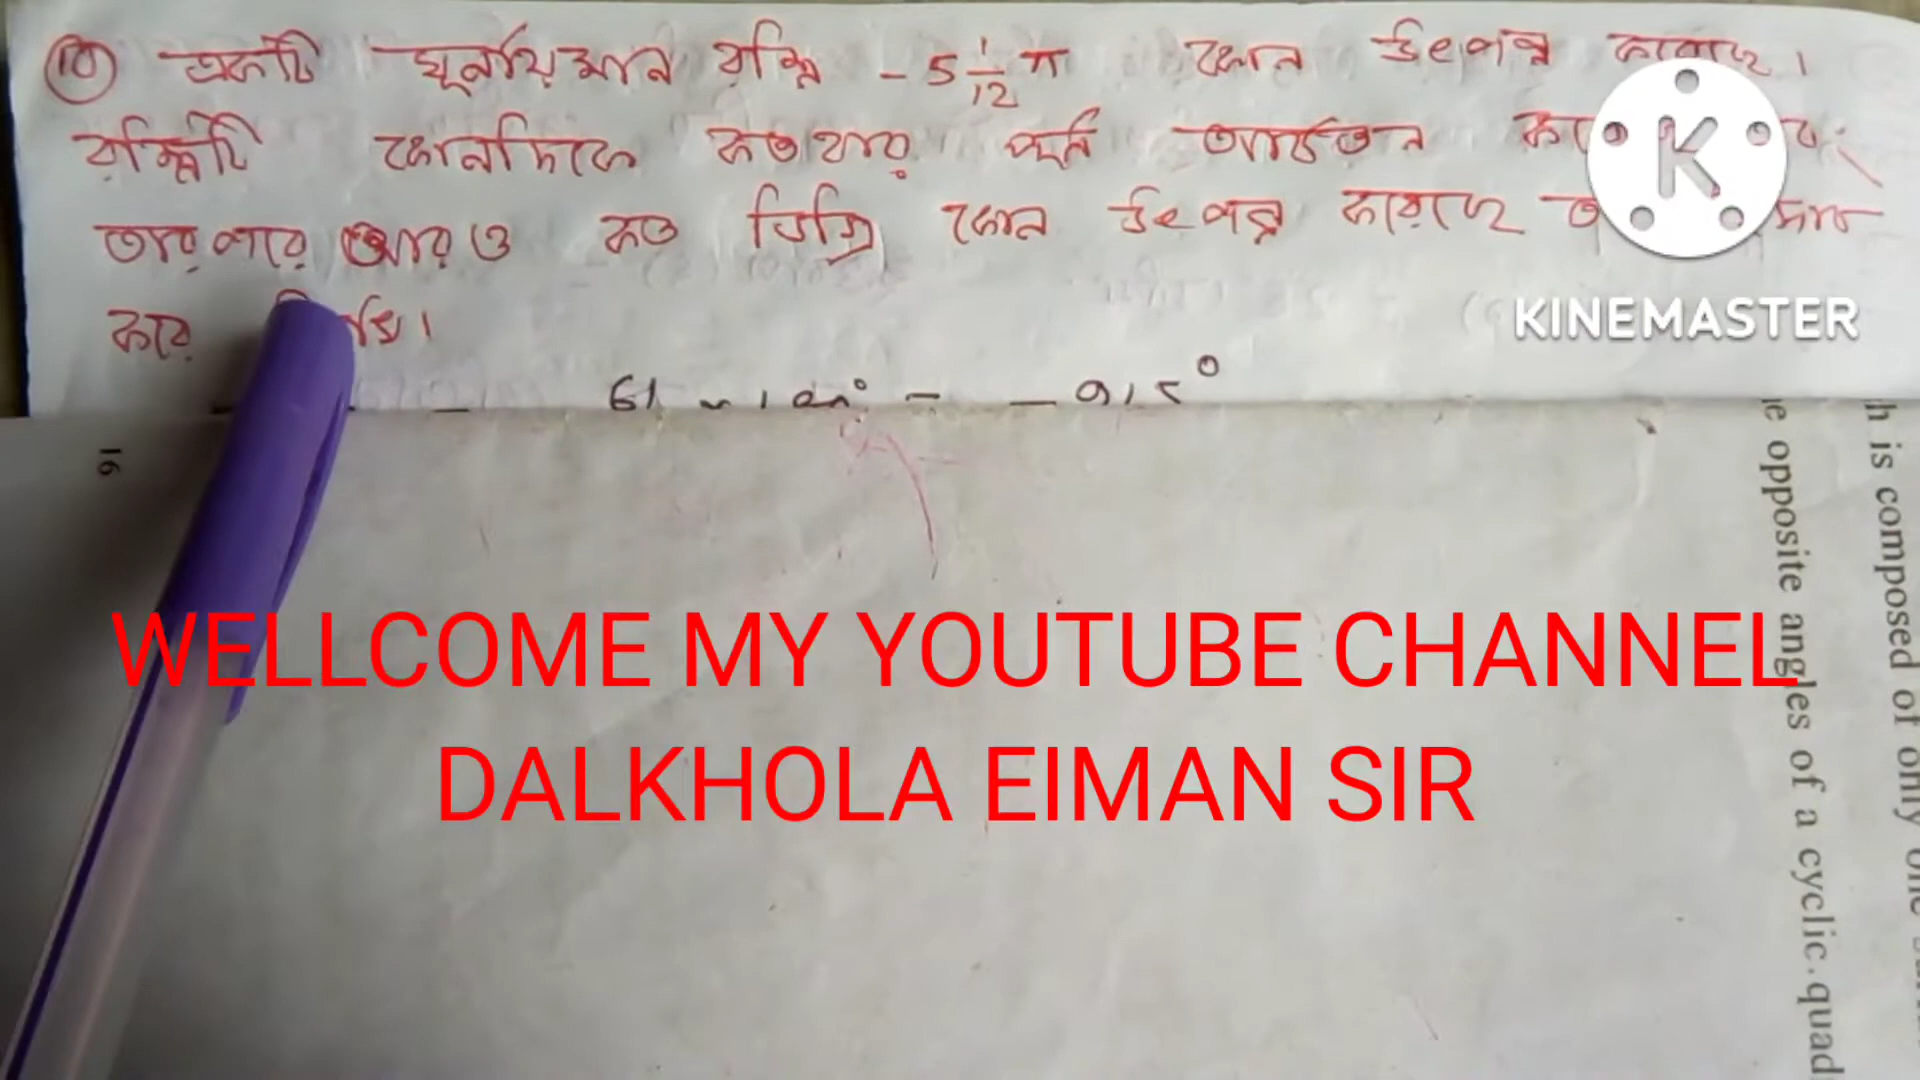 10 একটি ঘূর্নায়মান রশ্মি - 5 1/12 π কোন উৎপন্ন করেছে।
রশ্মিটি কোনদিকে কতবার পূর্ন আবর্তন
তারপরে আরও কত ডিগ্রি কোন উৎপন্ন করেছে
করে
61 180° = - 915°
KINEMASTER
16
WELLCOME MY YOUTUBE CHANNEL
DALKHOLA EIMAN SIR
h is composed of only one
e opposite angles of a cyclic quad